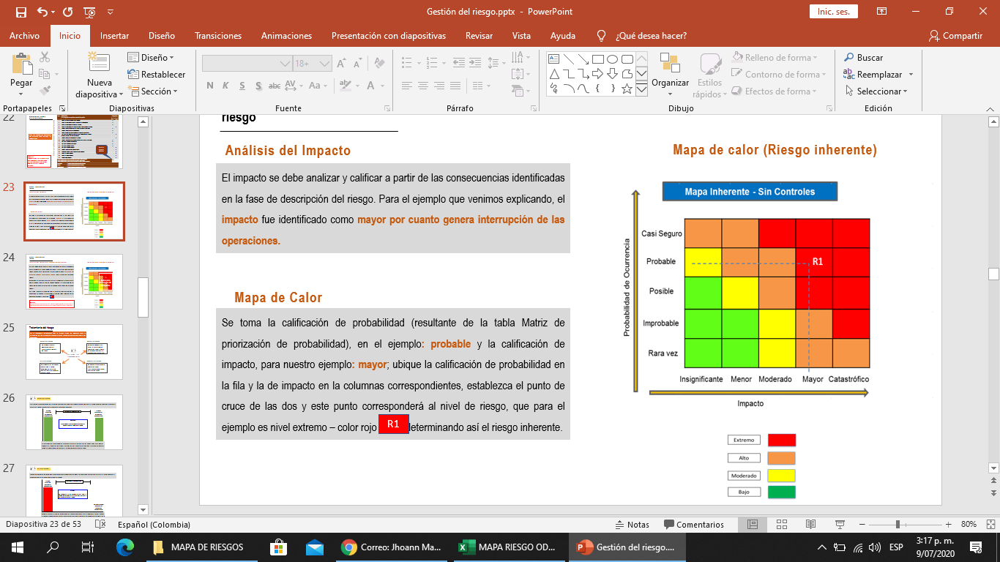 Gestión del riesgo.pptx - PowerPoint
Inic. ses.
Archivo
Inicio
Insertar
Diseño
Transiciones
Animaciones
Presentación con diapositivas
Revisar
Vista
Ayuda
¿Qué desea hacer?
Compartir
Pegar
Nueva
diapositiva
Diseño
Restablecer
Sección
18+
N K S S abc AV Aa
A
Organizar
Estilos
rápidos
Relleno de forma
Contorno de forma
Efectos de forma
Buscar
Reemplazar
Seleccionar
Portapapeles
Diapositivas
Fuente
Párrafo
Dibujo
Edición
22
23
24
25
Tratamiento del riesgo
26
27
riesgo
Análisis del Impacto
El impacto se debe analizar y calificar a partir de las consecuencias identificadas
en la fase de descripción del riesgo. Para el ejemplo que venimos explicando, el
impacto fue identificado como mayor por cuanto genera interrupción de las
operaciones.
Mapa de Calor
Se toma la calificación de probabilidad (resultante de la tabla Matriz de
priorización de probabilidad), en el ejemplo: probable y la calificación de
impacto, para nuestro ejemplo: mayor; ubique la calificación de probabilidad en
la fila y la de impacto en la columnas correspondientes, establezca el punto de
cruce de las dos y este punto corresponderá al nivel de riesgo, que para el
ejemplo es nivel extremo – color rojo R1 determinando así el riesgo inherente.
Mapa de calor (Riesgo inherente)
Mapa Inherente - Sin Controles
Probabilidad de Ocurrencia
Casi Seguro
Probable
R1
Posible
Improbable
Rara vez
Insignificante Menor Moderado Mayor Catastrófico
Impacto
Extremo
Alto
Moderado
Bajo
Diapositiva 23 de 53
Español (Colombia)
Notas
Comentarios
80%
MAPA DE RIESGOS
Correo: Jhoann Ma...
MAPA RIESGO OD...
Gestión del riesgo....
ESP
3:17 p. m.
9/07/2020